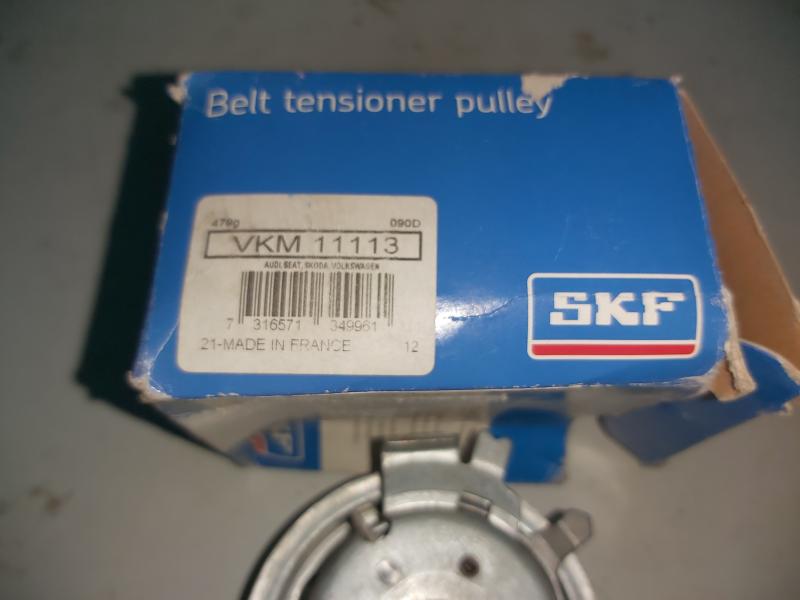 Belt tensioner pulley
479g 090D
VKM 11113
AUDI, SEAT, SKODA, VOLKSWAGEN
7 316571 349961
21-MADE IN FRANCE 12
SKF